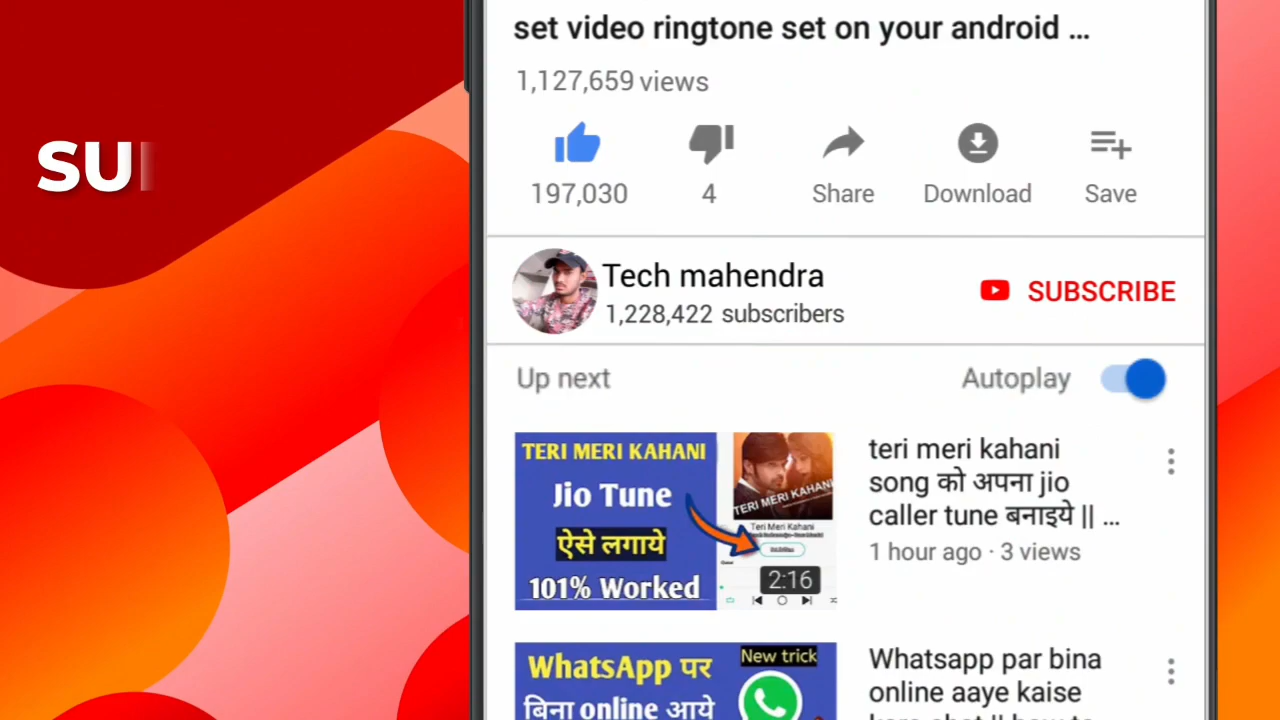 set video ringtone set on your android ...
1,127,659 views
SU
197,030
4
Share
Download
Save
Tech mahendra
1,228,422 subscribers
SUBSCRIBE
Up next
Autoplay
TERI MERI KAHANI
Jio Tune
ऐसे लगाये
101% Worked
TERI MERI KAHANI
Teri Meri Kahani
2:16
teri meri kahani
song को अपना jio
caller tune बनाइये || ...
1 hour ago · 3 views
WhatsApp पर
New trick
बिना online आये
Whatsapp par bina
online aaye kaise